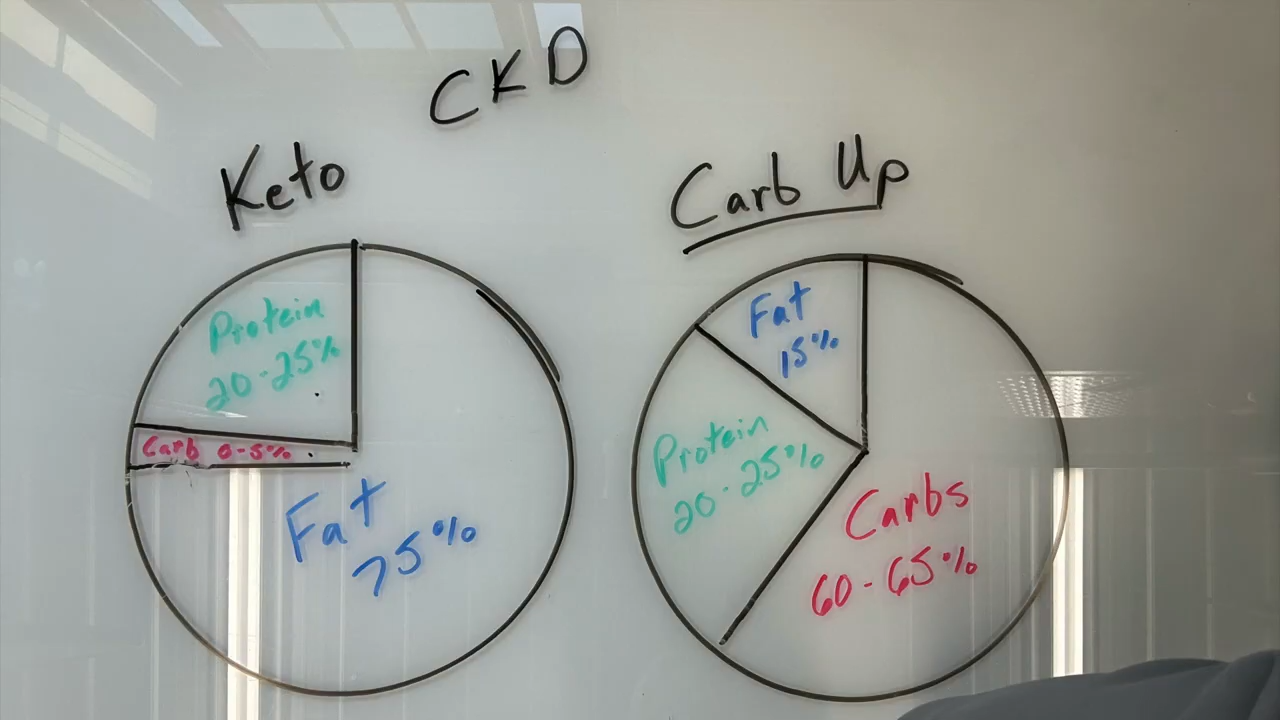 CKD
Keto
Protein
20-25%
Carb 0-5%
Fat
75%
Carb Up
Fat
15%
Protein
20-25%
Carbs
60-65%